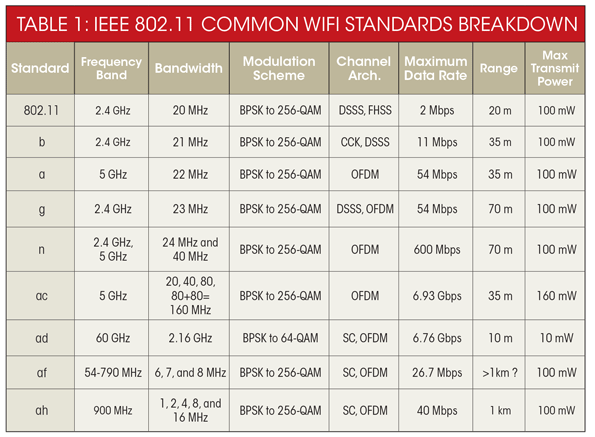 TABLE 1: IEEE 802.11 COMMON WIFI STANDARDS BREAKDOWN
Standard Frequency Band Bandwidth Modulation Scheme Channel Arch. Maximum Data Rate Range Max Transmit Power
802.11 2.4 GHz 20 MHz BPSK to 256-QAM DSSS, FHSS 2 Mbps 20 m 100 mW
b 2.4 GHz 21 MHz BPSK to 256-QAM CCK, DSSS 11 Mbps 35 m 100 mW
a 5 GHz 22 MHz BPSK to 256-QAM OFDM 54 Mbps 35 m 100 mW
g 2.4 GHz 23 MHz BPSK to 256-QAM DSSS, OFDM 54 Mbps 70 m 100 mW
n 2.4 GHz, 5 GHz 24 MHz and 40 MHz BPSK to 256-QAM OFDM 600 Mbps 70 m 100 mW
ac 5 GHz 20, 40, 80, 80+80= 160 MHz BPSK to 256-QAM OFDM 6.93 Gbps 35 m 160 mW
ad 60 GHz 2.16 GHz BPSK to 64-QAM SC, OFDM 6.76 Gbps 10 m 10 mW
af 54-790 MHz 6, 7, and 8 MHz BPSK to 256-QAM SC, OFDM 26.7 Mbps >1km ? 100 mW
ah 900 MHz 1, 2, 4, 8, and 16 MHz BPSK to 256-QAM SC, OFDM 40 Mbps 1 km 100 mW